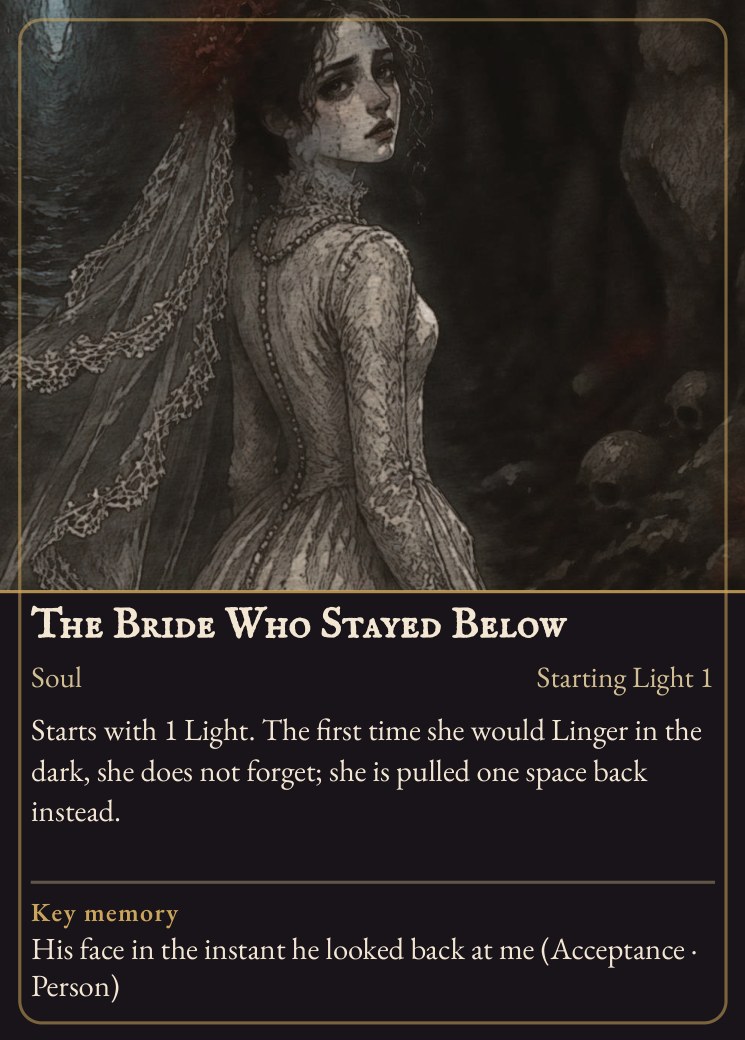 The Bride Who Stayed Below
Soul
Starting Light 1
Starts with 1 Light. The first time she would Linger in the
dark, she does not forget; she is pulled one space back
instead.
Key memory
His face in the instant he looked back at me (Acceptance ·
Person)